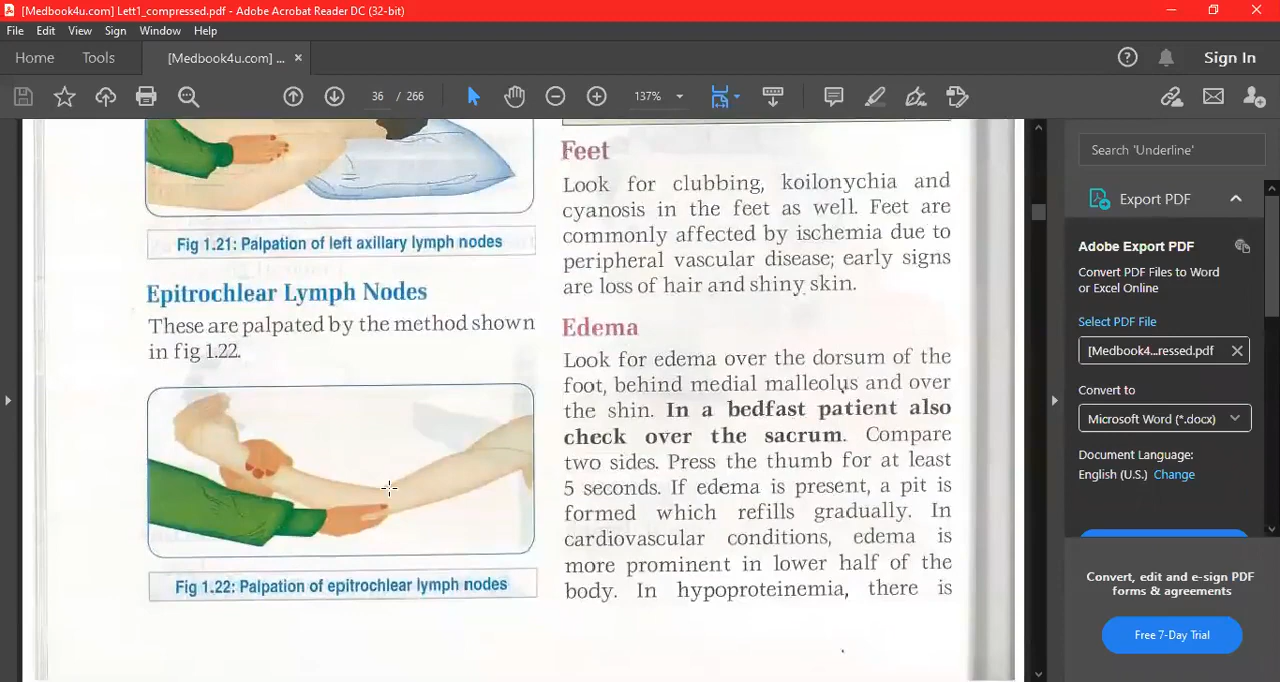 [Medbook4u.com] Lett1_compressed.pdf - Adobe Acrobat Reader DC (32-bit)
File Edit View Sign Window Help
Home Tools [Medbook4u.com] ... × Sign In
36 / 266 137%
Fig 1.21: Palpation of left axillary lymph nodes
Epitrochlear Lymph Nodes
These are palpated by the method shown
in fig 1.22.
Fig 1.22: Palpation of epitrochlear lymph nodes
Feet
Look for clubbing, koilonychia and
cyanosis in the feet as well. Feet are
commonly affected by ischemia due to
peripheral vascular disease; early signs
are loss of hair and shiny skin.
Edema
Look for edema over the dorsum of the
foot, behind medial malleolus and over
the shin. In a bedfast patient also
check over the sacrum. Compare
two sides. Press the thumb for at least
5 seconds. If edema is present, a pit is
formed which refills gradually. In
cardiovascular conditions, edema is
more prominent in lower half of the
body. In hypoproteinemia, there is
Search 'Underline'
Export PDF
Adobe Export PDF
Convert PDF Files to Word
or Excel Online
Select PDF File
[Medbook4...ressed.pdf
Convert to
Microsoft Word (*.docx)
Document Language:
English (U.S.) Change
Convert, edit and e-sign PDF
forms & agreements
Free 7-Day Trial